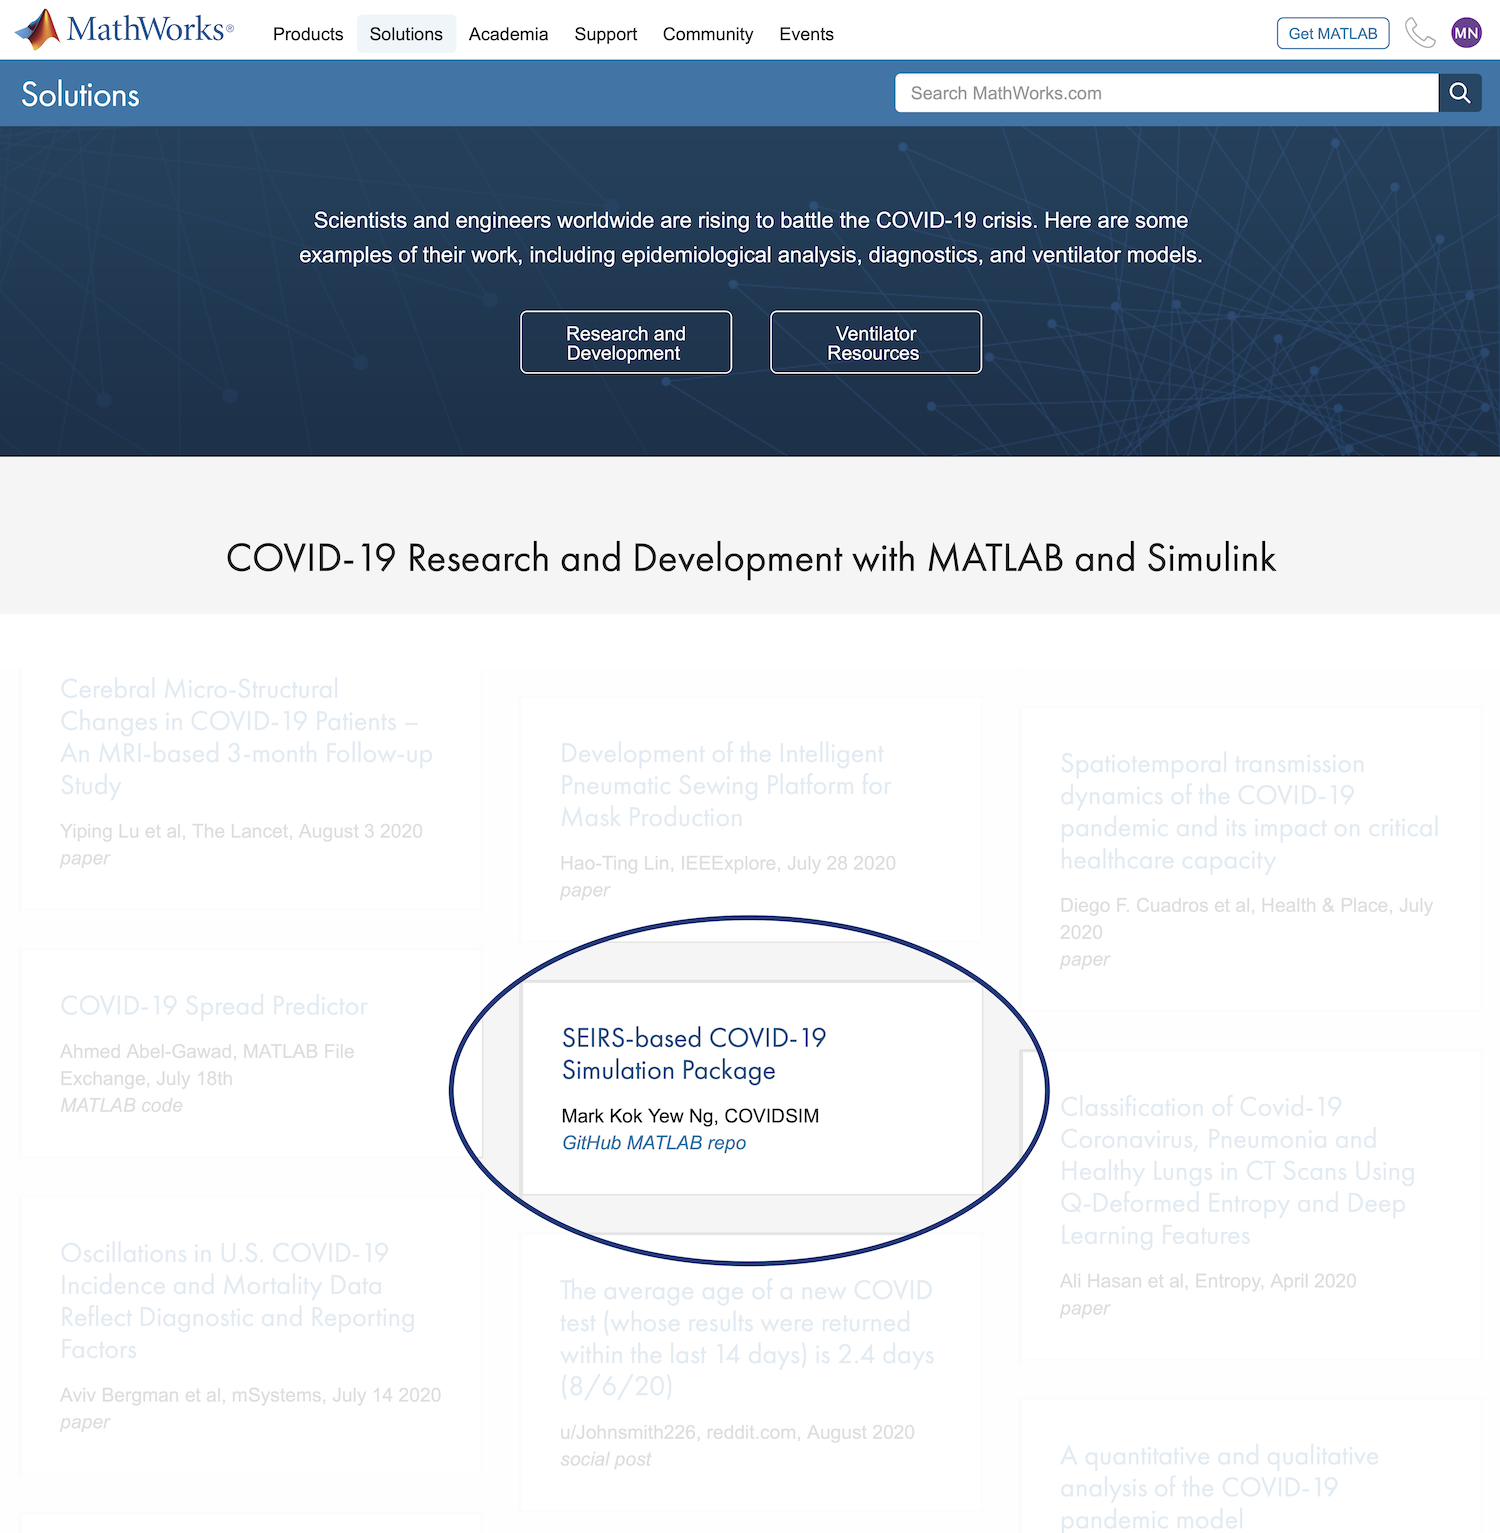 MathWorks®
Products Solutions Academia Support Community Events
Get MATLAB
MN
Solutions
Search MathWorks.com
Scientists and engineers worldwide are rising to battle the COVID-19 crisis. Here are some
examples of their work, including epidemiological analysis, diagnostics, and ventilator models.
Research and
Development
Ventilator
Resources
COVID-19 Research and Development with MATLAB and Simulink
Cerebral Micro-Structural
Changes in COVID-19 Patients –
An MRI-based 3-month Follow-up
Study
Yiping Lu et al, The Lancet, August 3 2020
paper
COVID-19 Spread Predictor
Ahmed Abel-Gawad, MATLAB File
Exchange, July 18th
MATLAB code
Oscillations in U.S. COVID-19
Incidence and Mortality Data
Reflect Diagnostic and Reporting
Factors
Aviv Bergman et al, mSystems, July 14 2020
paper
Development of the Intelligent
Pneumatic Sewing Platform for
Mask Production
Hao-Ting Lin, IEEExplore, July 28 2020
paper
SEIRS-based COVID-19
Simulation Package
Mark Kok Yew Ng, COVIDSIM
GitHub MATLAB repo
The average age of a new COVID
test (whose results were returned
within the last 14 days) is 2.4 days
(8/6/20)
u/Johnsmith226, reddit.com, August 2020
social post
Spatiotemporal transmission
dynamics of the COVID-19
pandemic and its impact on critical
healthcare capacity
Diego F. Cuadros et al, Health & Place, July
2020
paper
Classification of Covid-19
Coronavirus, Pneumonia and
Healthy Lungs in CT Scans Using
Q-Deformed Entropy and Deep
Learning Features
Ali Hasan et al, Entropy, April 2020
paper
A quantitative and qualitative
analysis of the COVID-19
pandemic model